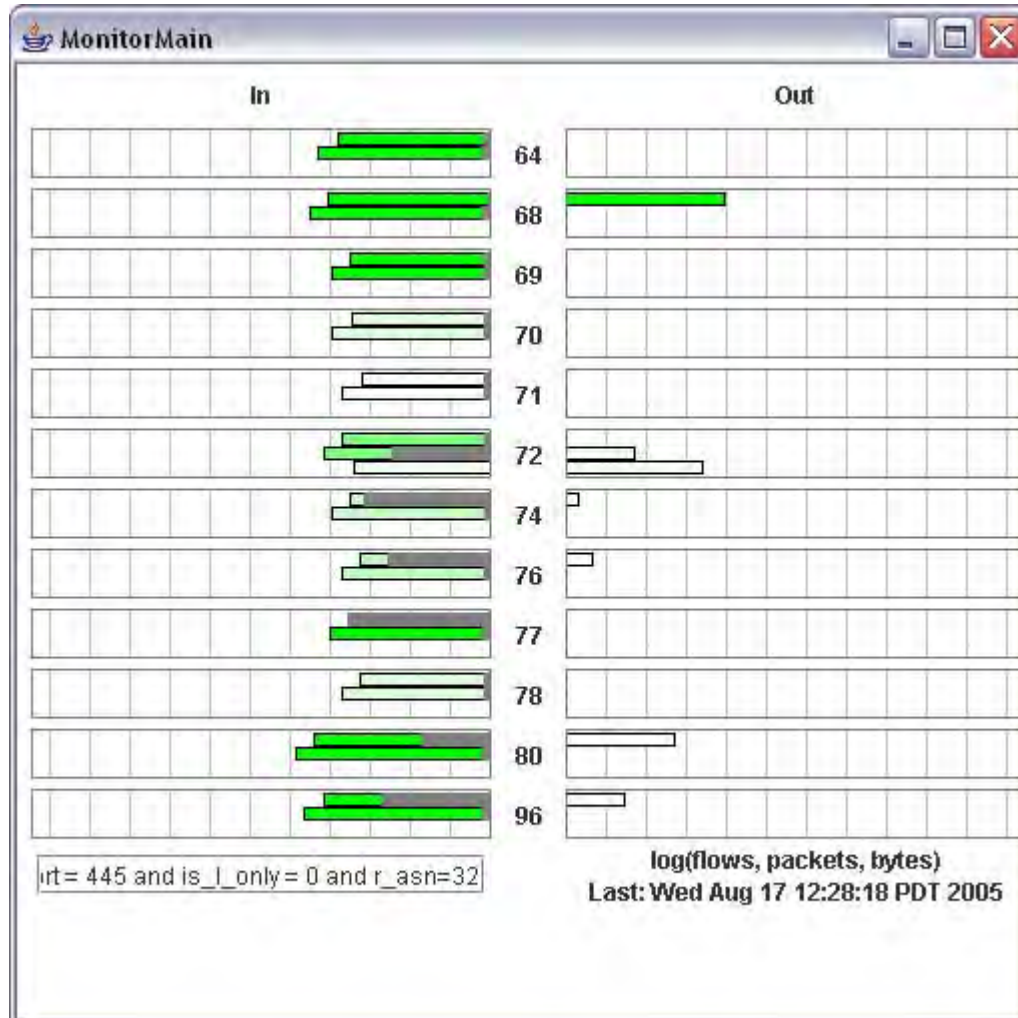 MonitorMain
In
Out
64
68
69
70
71
72
74
76
77
78
80
96
rt = 445 and is_l_only = 0 and r_asn=32
log(flows, packets, bytes)
Last: Wed Aug 17 12:28:18 PDT 2005